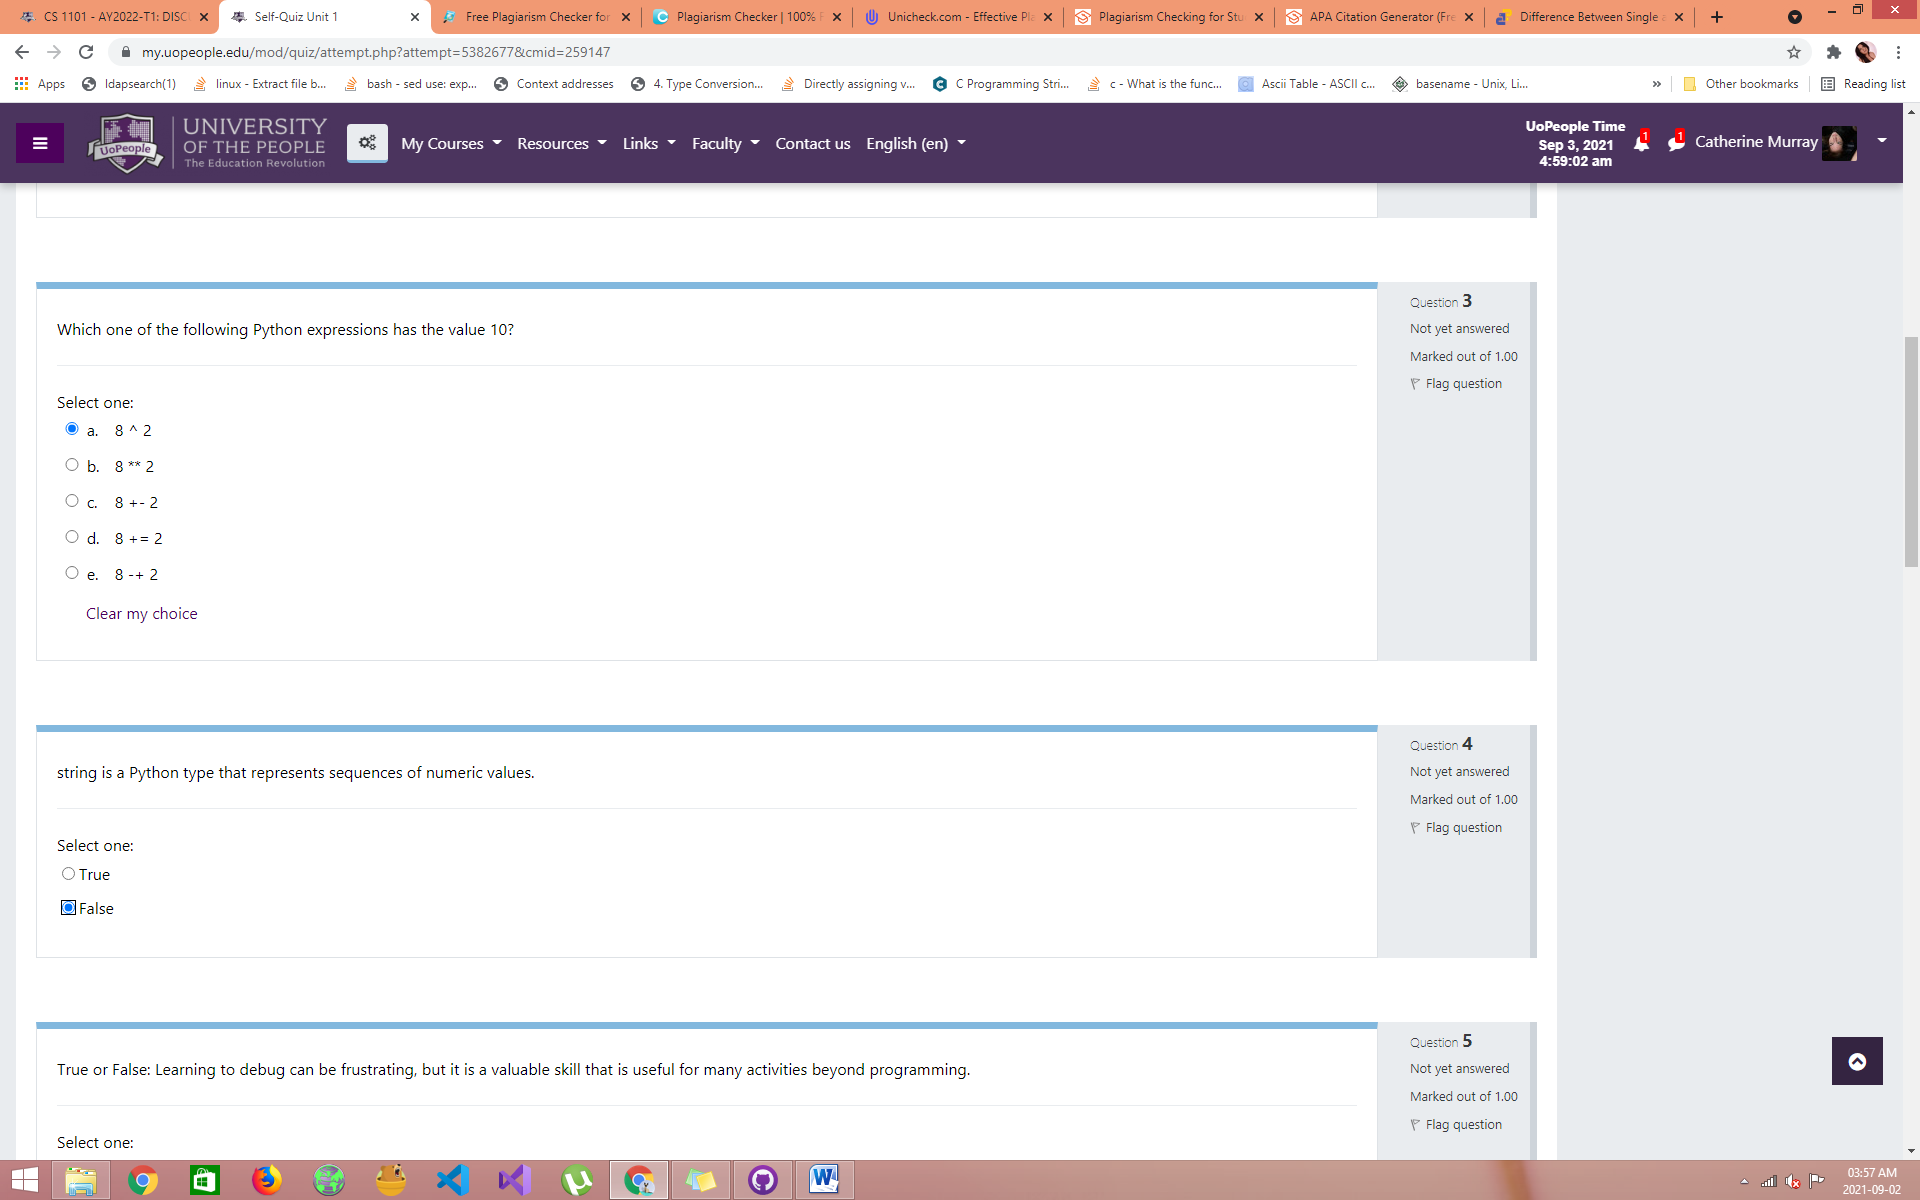 CS 1101 - AY2022-T1: DISC
Self-Quiz Unit 1
Free Plagiarism Checker for
Plagiarism Checker | 100% F
Unicheck.com - Effective Pla
Plagiarism Checking for Stu
APA Citation Generator (Fre
Difference Between Single a
my.uopeople.edu/mod/quiz/attempt.php?attempt=5382677&cmid=259147
Apps
ldapsearch(1)
linux - Extract file b...
bash - sed use: exp...
Context addresses
4. Type Conversion...
Directly assigning v...
C Programming Stri...
c - What is the func...
Ascii Table - ASCII c...
basename - Unix, Li...
»
Other bookmarks
Reading list
UoPeople
UNIVERSITY
OF THE PEOPLE
The Education Revolution
My Courses
Resources
Links
Faculty
Contact us
English (en)
UoPeople Time
Sep 3, 2021
4:59:02 am
1
1
Catherine Murray
Which one of the following Python expressions has the value 10?
Select one:
a. 8 ^ 2
b. 8 ** 2
c. 8 +- 2
d. 8 += 2
e. 8 -+ 2
Clear my choice
Question 3
Not yet answered
Marked out of 1.00
Flag question
string is a Python type that represents sequences of numeric values.
Select one:
True
False
Question 4
Not yet answered
Marked out of 1.00
Flag question
True or False: Learning to debug can be frustrating, but it is a valuable skill that is useful for many activities beyond programming.
Select one:
Question 5
Not yet answered
Marked out of 1.00
Flag question
03:57 AM
2021-09-02